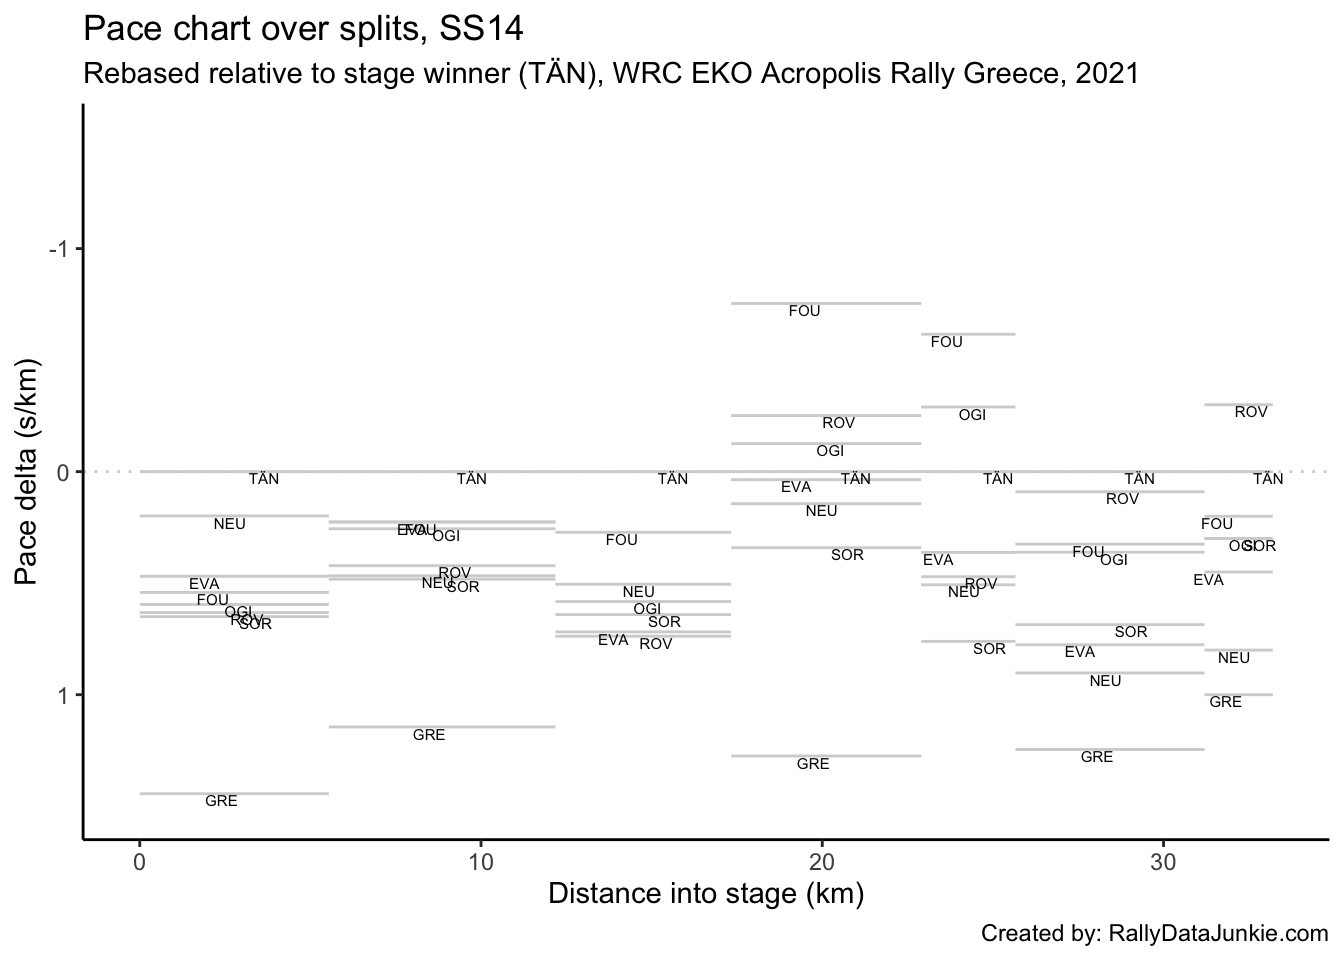 Pace chart over splits, SS14
Rebased relative to stage winner (TÄN), WRC EKO Acropolis Rally Greece, 2021
Pace delta (s/km)
-1
0
1
FOU
FOU
ROV
OGI
ROV
OGI
TÄN TÄN TÄN TÄN TÄN TÄN TÄN
EVA
ROV
NEU
NEU
FOU
EVA FOU
OGI
FOU
SOR
EVA
FOU
OGI
OGI SOR
EVA
ROV
NEU
SOR
ROV
NEU
EVA
FOU
NEU
OGI
ROV
SOR
OGI
SOR
EVA
ROV
SOR
SOR
EVA
NEU
NEU
GRE
GRE
GRE
GRE
GRE
0 10 20 30
Distance into stage (km)
Created by: RallyDataJunkie.com